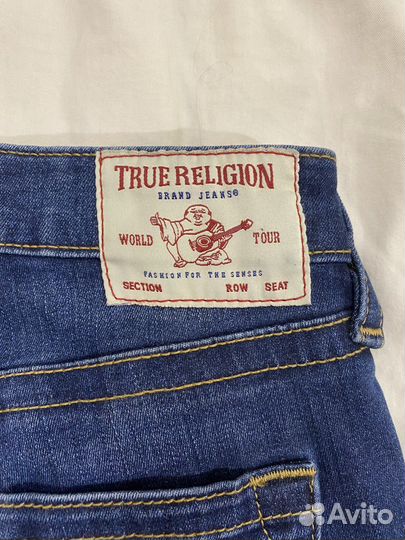 TRUE RELIGION
BRAND JEANS®
WORLD TOUR
FASHION FOR THE SENSES
SECTION ROW SEAT
Avito